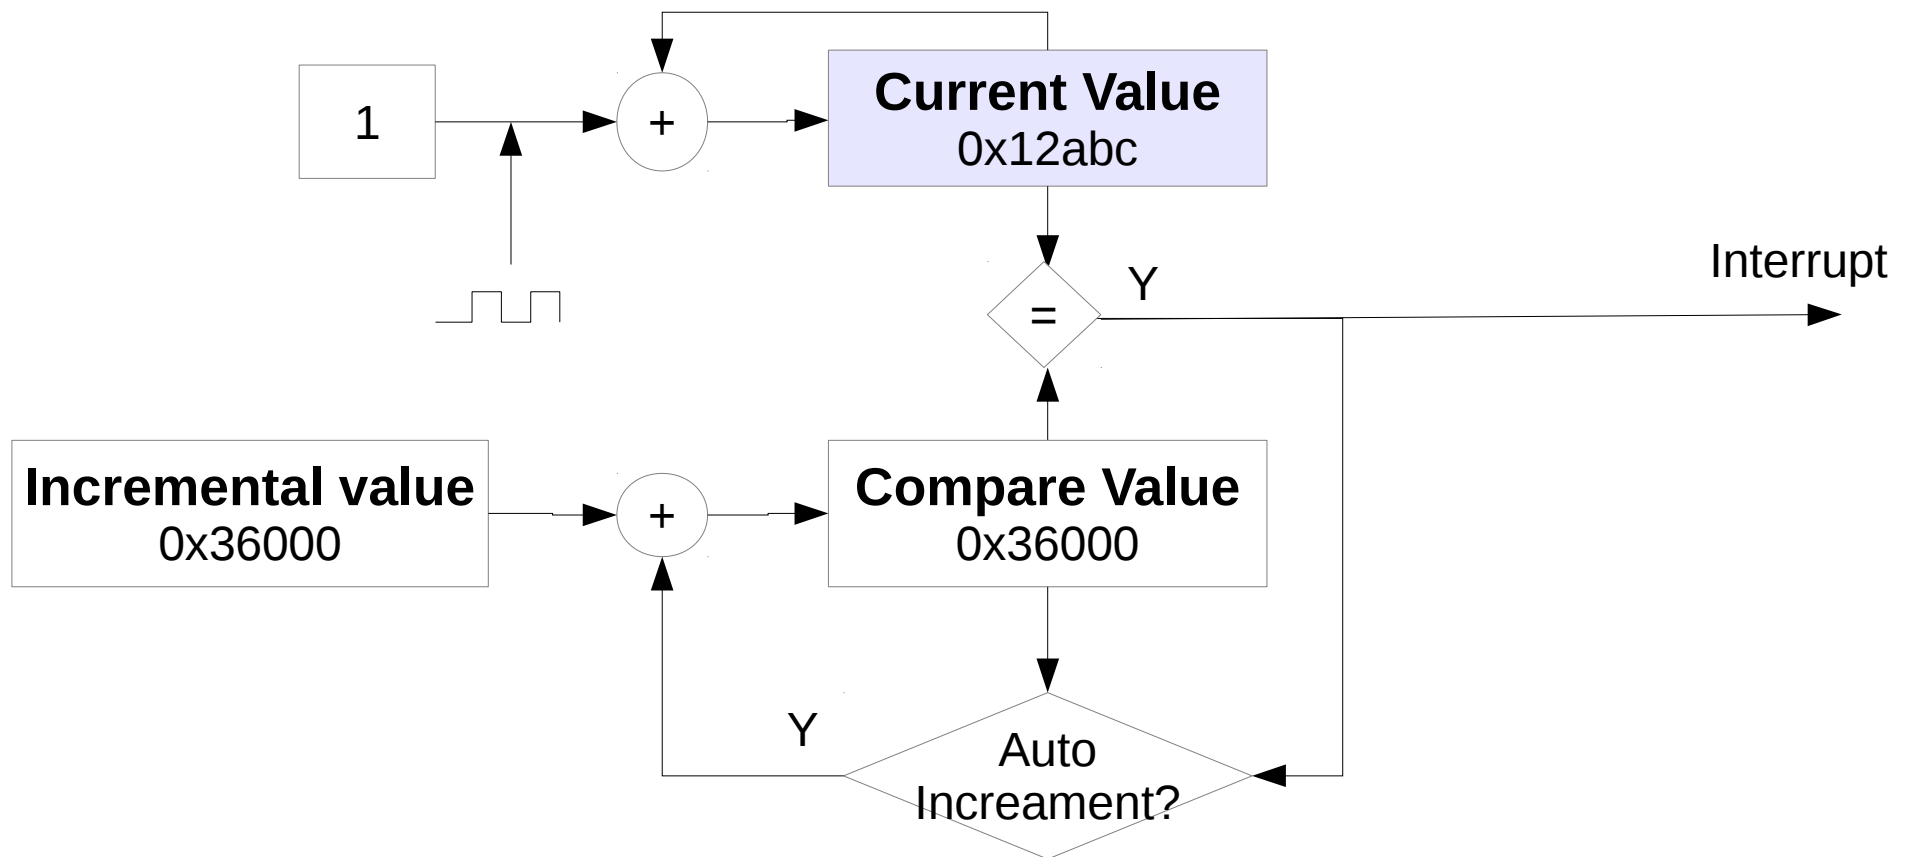 1
+
Current Value
0x12abc
Interrupt
Y
=
Incremental value
0x36000
+
Compare Value
0x36000
Y
Auto
Increament?